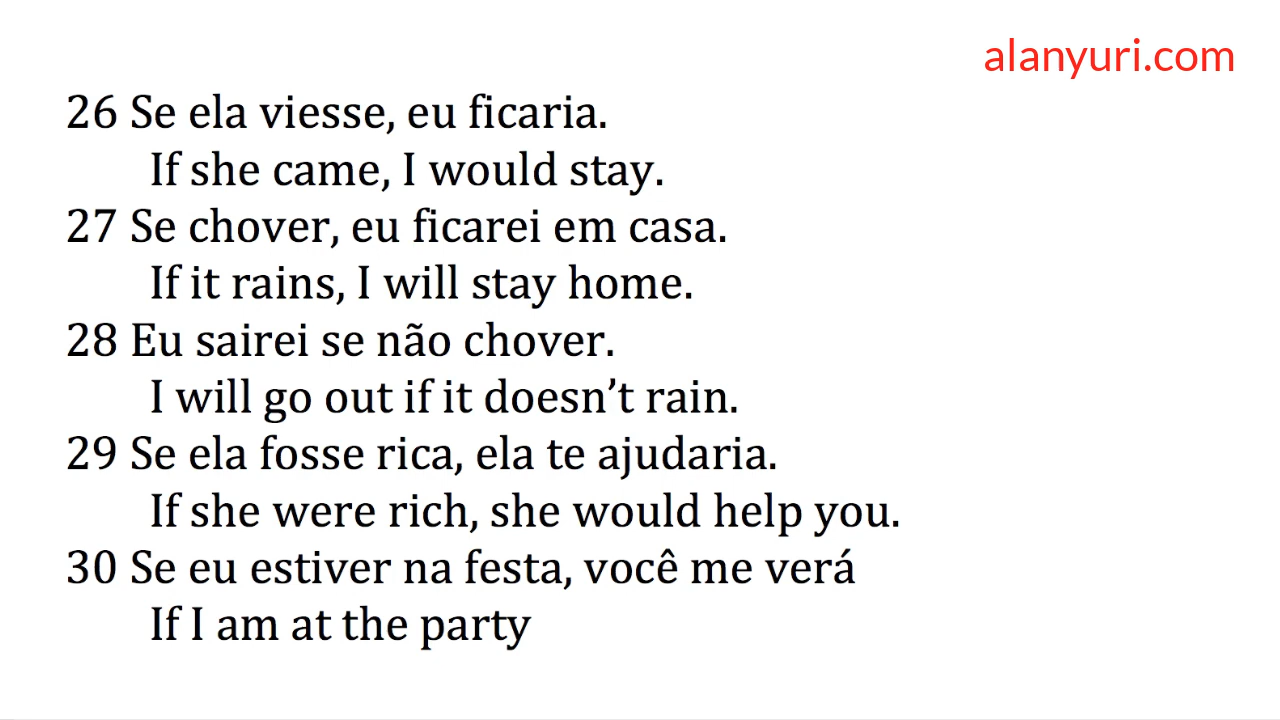 alanyuri.com
26 Se ela viesse, eu ficaria.
If she came, I would stay.
27 Se chover, eu ficarei em casa.
If it rains, I will stay home.
28 Eu sairei se não chover.
I will go out if it doesn’t rain.
29 Se ela fosse rica, ela te ajudaria.
If she were rich, she would help you.
30 Se eu estiver na festa, você me verá
If I am at the party